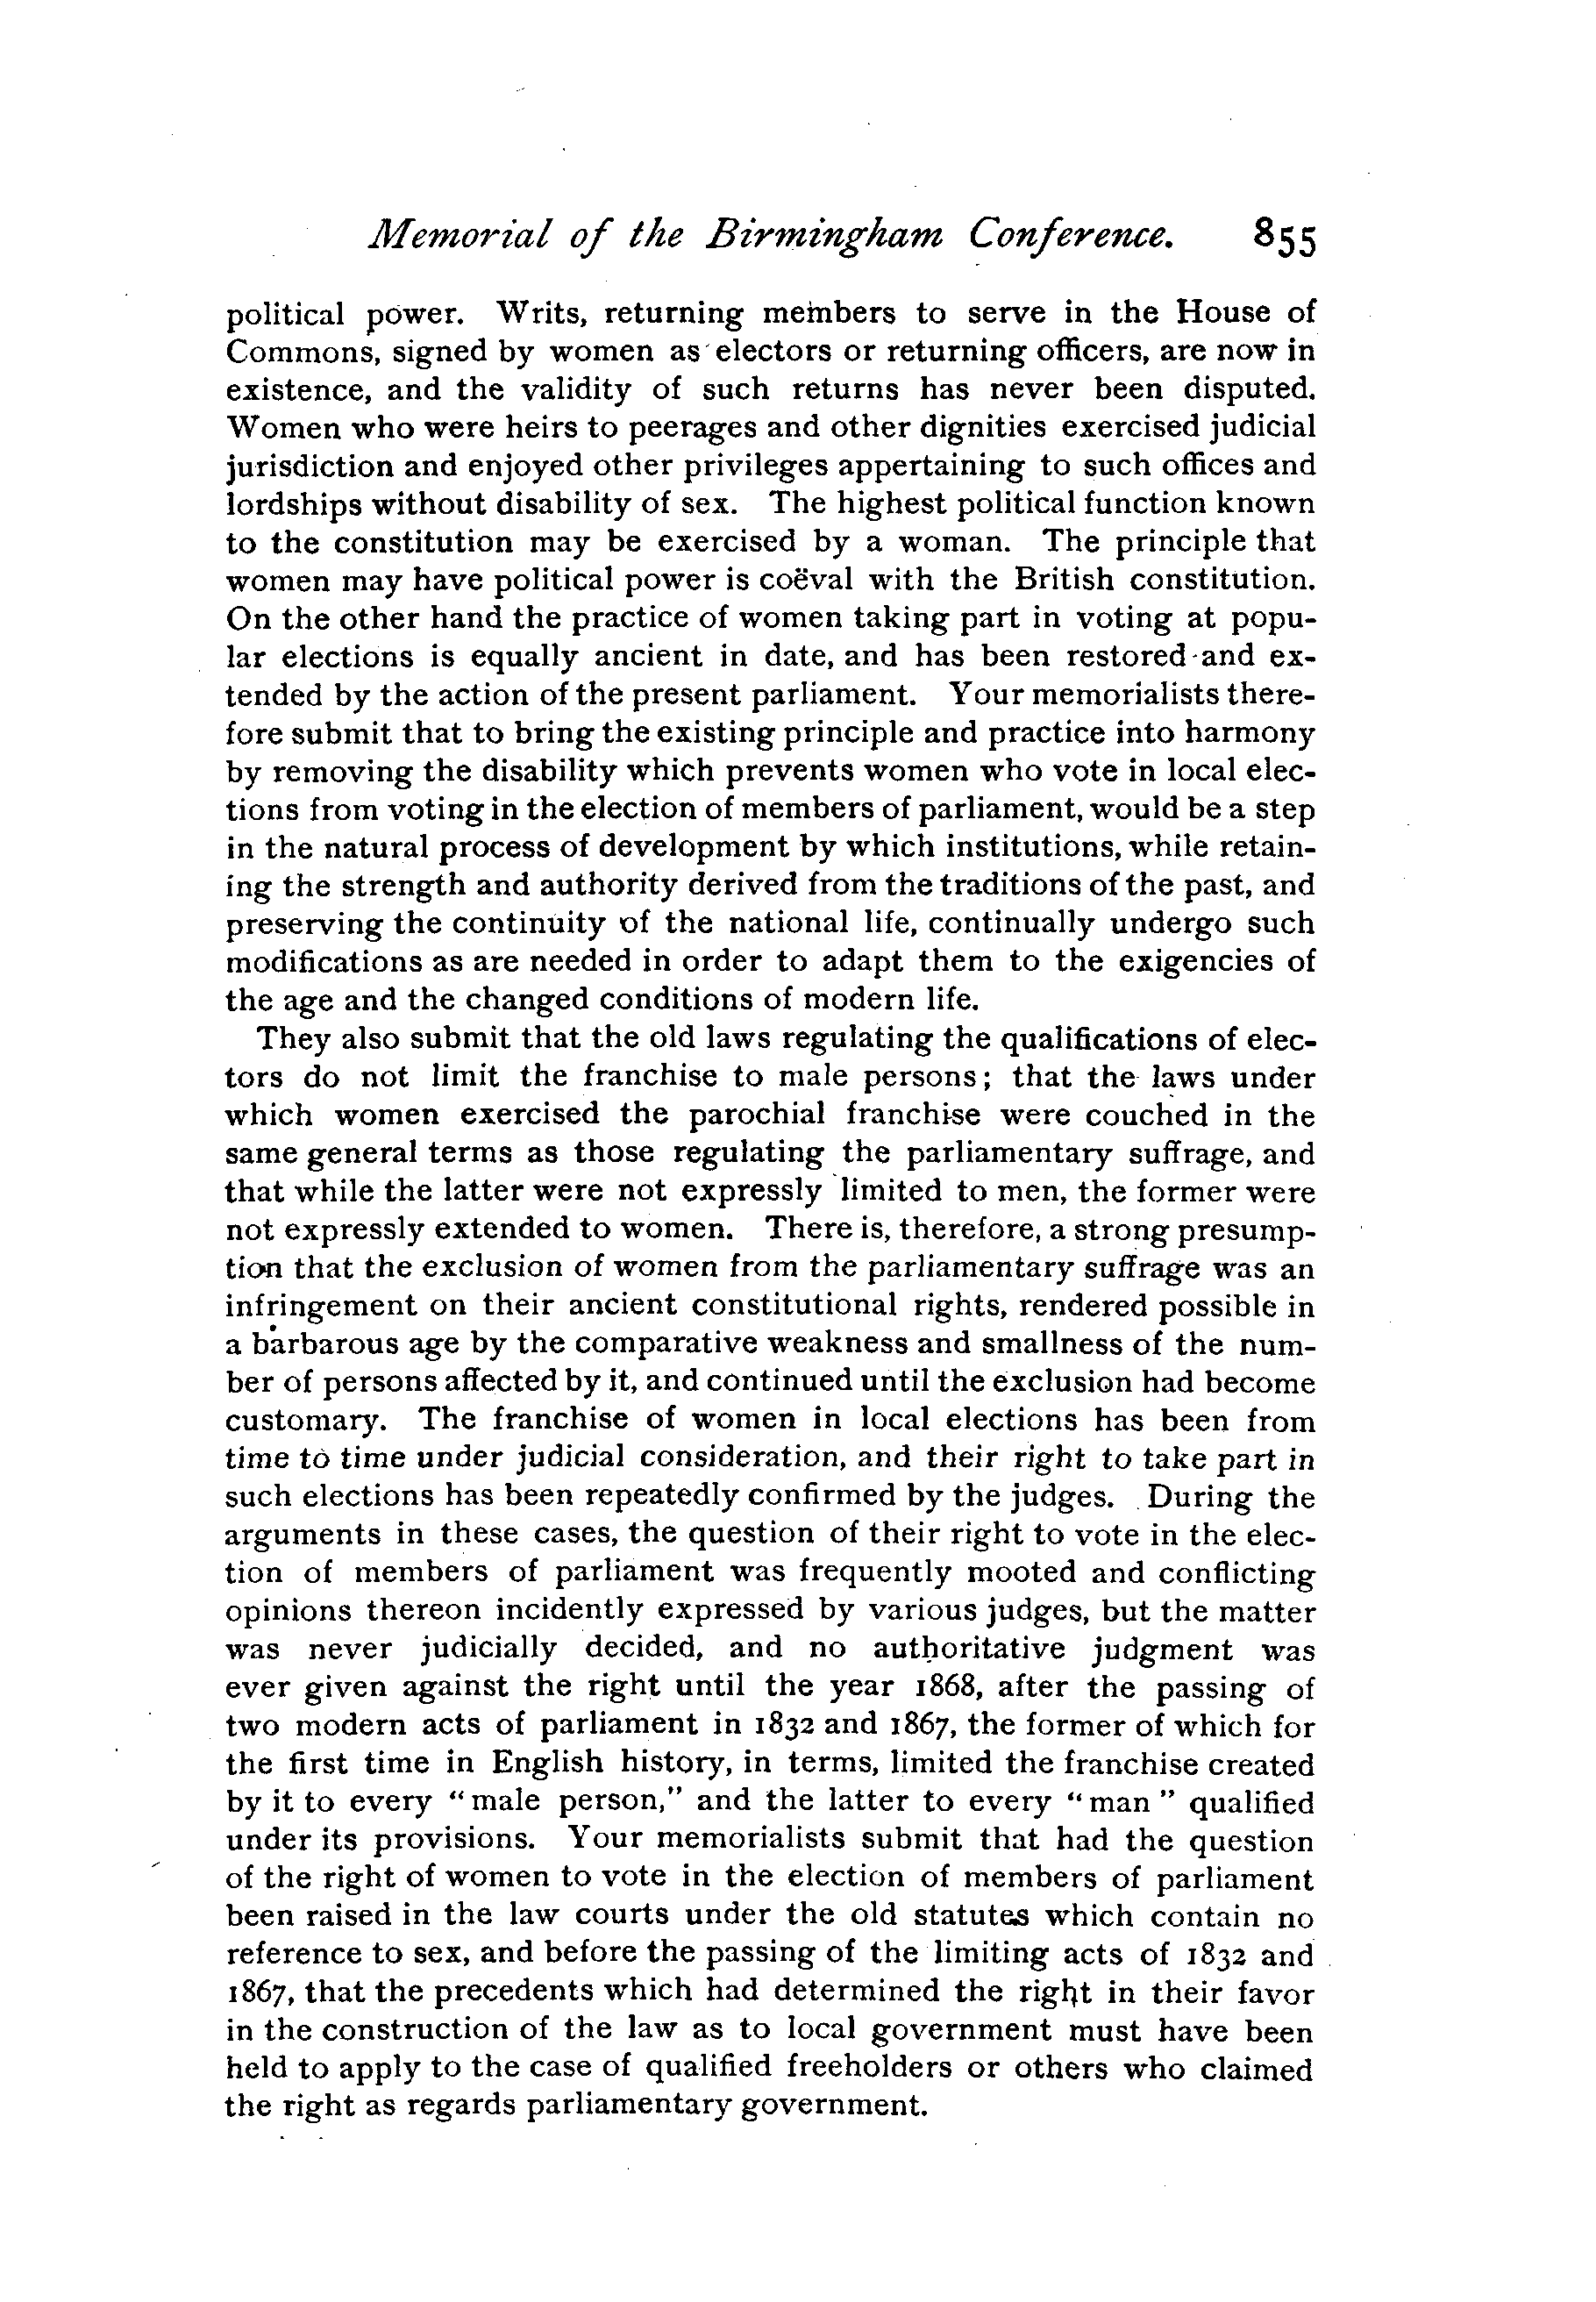 Memorial of the Birmingham Conference. 855
political power. Writs, returning members to serve in the House of
Commons, signed by women as electors or returning officers, are now in
existence, and the validity of such returns has never been disputed.
Women who were heirs to peerages and other dignities exercised judicial
jurisdiction and enjoyed other privileges appertaining to such offices and
lordships without disability of sex. The highest political function known
to the constitution may be exercised by a woman. The principle that
women may have political power is coëval with the British constitution.
On the other hand the practice of women taking part in voting at popu-
lar elections is equally ancient in date, and has been restored and ex-
tended by the action of the present parliament. Your memorialists there-
fore submit that to bring the existing principle and practice into harmony
by removing the disability which prevents women who vote in local elec-
tions from voting in the election of members of parliament, would be a step
in the natural process of development by which institutions, while retain-
ing the strength and authority derived from the traditions of the past, and
preserving the continuity of the national life, continually undergo such
modifications as are needed in order to adapt them to the exigencies of
the age and the changed conditions of modern life.
They also submit that the old laws regulating the qualifications of elec-
tors do not limit the franchise to male persons; that the laws under
which women exercised the parochial franchise were couched in the
same general terms as those regulating the parliamentary suffrage, and
that while the latter were not expressly limited to men, the former were
not expressly extended to women. There is, therefore, a strong presump-
tion that the exclusion of women from the parliamentary suffrage was an
infringement on their ancient constitutional rights, rendered possible in
a barbarous age by the comparative weakness and smallness of the num-
ber of persons affected by it, and continued until the exclusion had become
customary. The franchise of women in local elections has been from
time to time under judicial consideration, and their right to take part in
such elections has been repeatedly confirmed by the judges. During the
arguments in these cases, the question of their right to vote in the elec-
tion of members of parliament was frequently mooted and conflicting
opinions thereon incidently expressed by various judges, but the matter
was never judicially decided, and no authoritative judgment was
ever given against the right until the year 1868, after the passing of
two modern acts of parliament in 1832 and 1867, the former of which for
the first time in English history, in terms, limited the franchise created
by it to every "male person," and the latter to every "man" qualified
under its provisions. Your memorialists submit that had the question
of the right of women to vote in the election of members of parliament
been raised in the law courts under the old statutes which contain no
reference to sex, and before the passing of the limiting acts of 1832 and
1867, that the precedents which had determined the right in their favor
in the construction of the law as to local government must have been
held to apply to the case of qualified freeholders or others who claimed
the right as regards parliamentary government.